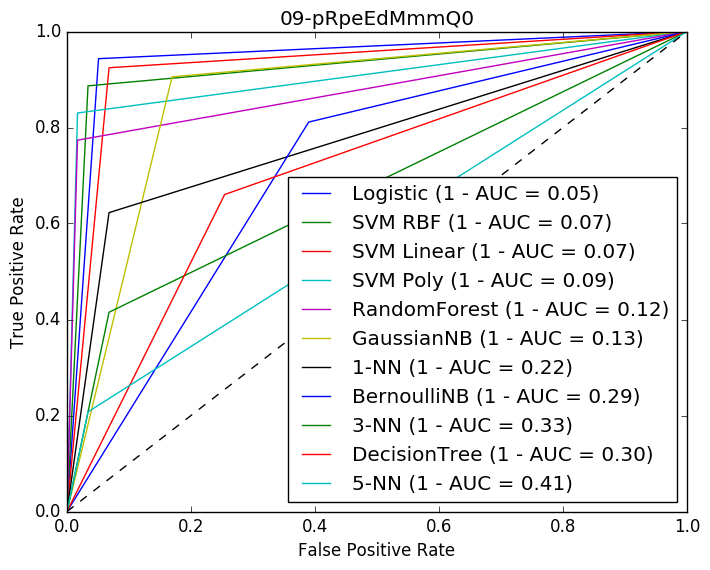 09-pRpeEdMmmQ0
1.0
0.8
0.6
0.4
0.2
0.0
True Positive Rate
Logistic (1 - AUC = 0.05)
SVM RBF (1 - AUC = 0.07)
SVM Linear (1 - AUC = 0.07)
SVM Poly (1 - AUC = 0.09)
RandomForest (1 - AUC = 0.12)
GaussianNB (1 - AUC = 0.13)
1-NN (1 - AUC = 0.22)
BernoulliNB (1 - AUC = 0.29)
3-NN (1 - AUC = 0.33)
DecisionTree (1 - AUC = 0.30)
5-NN (1 - AUC = 0.41)
0.0 0.2 0.4 0.6 0.8 1.0
False Positive Rate